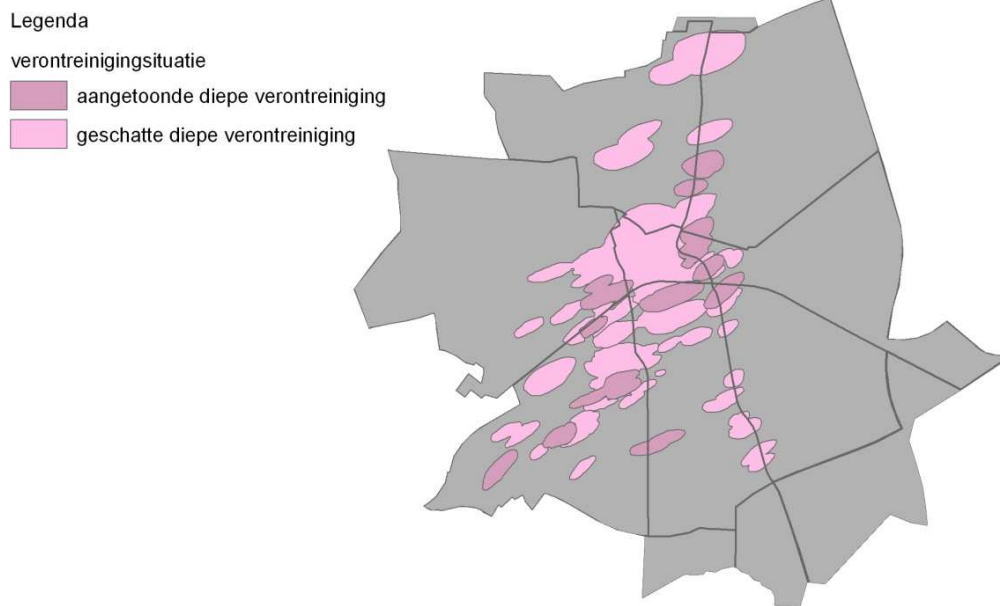 Legenda
verontreinigingsituatie
aangetoonde diepe verontreiniging
geschatte diepe verontreiniging